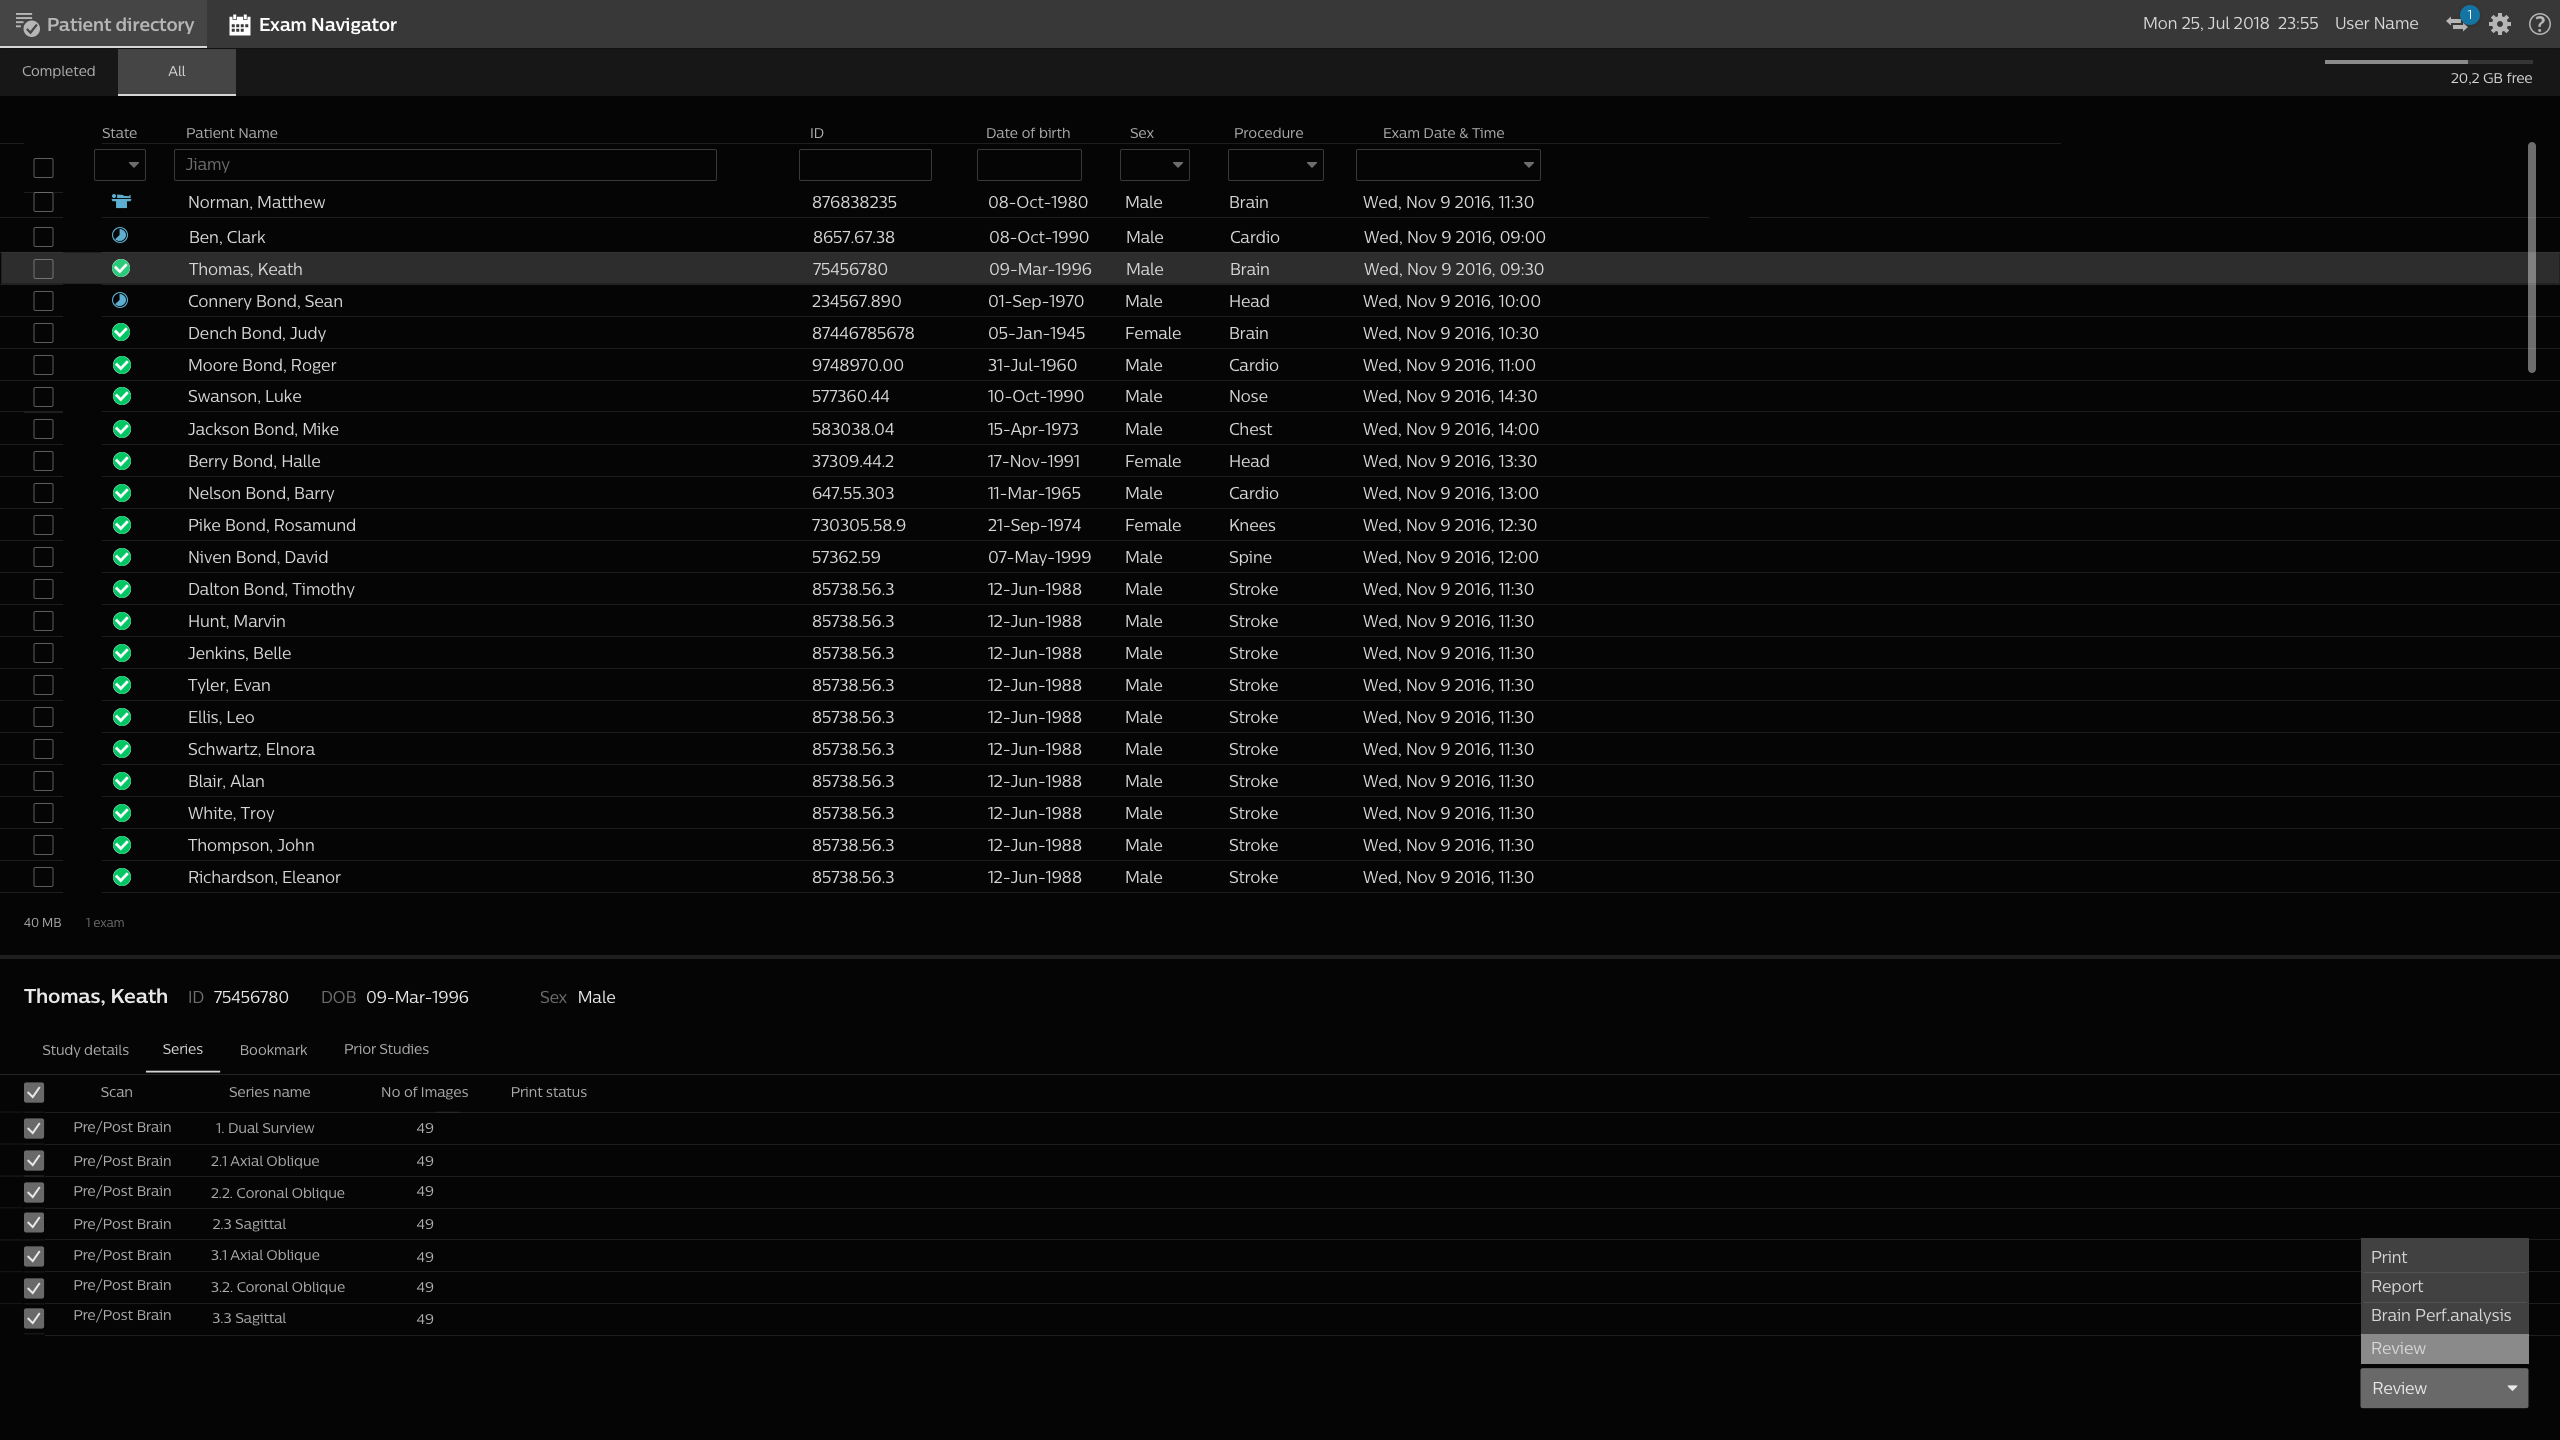 Patient directory Exam Navigator Mon 25, Jul 2018 23:55 User Name 1 ?
Completed All
20,2 GB free
State Patient Name ID Date of birth Sex Procedure Exam Date & Time
Jiamy
Norman, Matthew 876838235 08-Oct-1980 Male Brain Wed, Nov 9 2016, 11:30
Ben, Clark 8657.67.38 08-Oct-1990 Male Cardio Wed, Nov 9 2016, 09:00
Thomas, Keath 75456780 09-Mar-1996 Male Brain Wed, Nov 9 2016, 09:30
Connery Bond, Sean 234567.890 01-Sep-1970 Male Head Wed, Nov 9 2016, 10:00
Dench Bond, Judy 87446785678 05-Jan-1945 Female Brain Wed, Nov 9 2016, 10:30
Moore Bond, Roger 9748970.00 31-Jul-1960 Male Cardio Wed, Nov 9 2016, 11:00
Swanson, Luke 577360.44 10-Oct-1990 Male Nose Wed, Nov 9 2016, 14:30
Jackson Bond, Mike 583038.04 15-Apr-1973 Male Chest Wed, Nov 9 2016, 14:00
Berry Bond, Halle 37309.44.2 17-Nov-1991 Female Head Wed, Nov 9 2016, 13:30
Nelson Bond, Barry 647.55.303 11-Mar-1965 Male Cardio Wed, Nov 9 2016, 13:00
Pike Bond, Rosamund 730305.58.9 21-Sep-1974 Female Knees Wed, Nov 9 2016, 12:30
Niven Bond, David 57362.59 07-May-1999 Male Spine Wed, Nov 9 2016, 12:00
Dalton Bond, Timothy 85738.56.3 12-Jun-1988 Male Stroke Wed, Nov 9 2016, 11:30
Hunt, Marvin 85738.56.3 12-Jun-1988 Male Stroke Wed, Nov 9 2016, 11:30
Jenkins, Belle 85738.56.3 12-Jun-1988 Male Stroke Wed, Nov 9 2016, 11:30
Tyler, Evan 85738.56.3 12-Jun-1988 Male Stroke Wed, Nov 9 2016, 11:30
Ellis, Leo 85738.56.3 12-Jun-1988 Male Stroke Wed, Nov 9 2016, 11:30
Schwartz, Elnora 85738.56.3 12-Jun-1988 Male Stroke Wed, Nov 9 2016, 11:30
Blair, Alan 85738.56.3 12-Jun-1988 Male Stroke Wed, Nov 9 2016, 11:30
White, Troy 85738.56.3 12-Jun-1988 Male Stroke Wed, Nov 9 2016, 11:30
Thompson, John 85738.56.3 12-Jun-1988 Male Stroke Wed, Nov 9 2016, 11:30
Richardson, Eleanor 85738.56.3 12-Jun-1988 Male Stroke Wed, Nov 9 2016, 11:30
40 MB 1 exam
Thomas, Keath ID 75456780 DOB 09-Mar-1996 Sex Male
Study details Series Bookmark Prior Studies
Scan Series name No of Images Print status
Pre/Post Brain 1. Dual Surview 49
Pre/Post Brain 2.1 Axial Oblique 49
Pre/Post Brain 2.2. Coronal Oblique 49
Pre/Post Brain 2.3 Sagittal 49
Pre/Post Brain 3.1 Axial Oblique 49
Pre/Post Brain 3.2. Coronal Oblique 49
Pre/Post Brain 3.3 Sagittal 49
Print
Report
Brain Perf.analysis
Review
Review